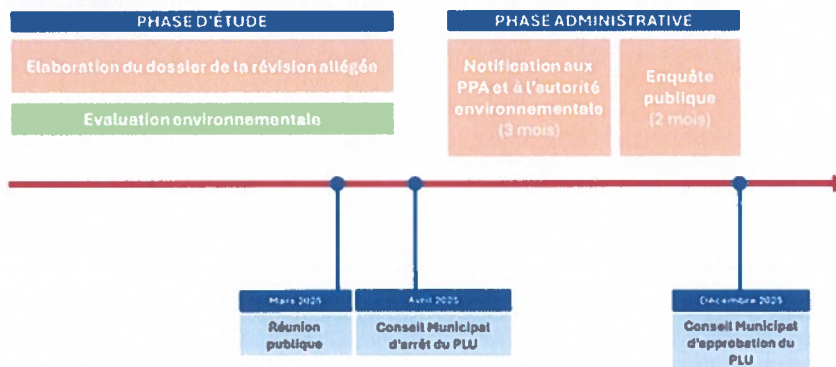 PHASE D'ÉTUDE
Elaboration du dossier de la révision allégée
Evaluation environnementale
PHASE ADMINISTRATIVE
Notification aux
PPA et à l'autorité
environnementale
(3 mois)
Enquête
publique
(2 mois)
Mars 2025
Réunion
publique
Avril 2025
Conseil Municipal
d'arrêt du PLU
Décembre 2025
Conseil Municipal
d'approbation du
PLU